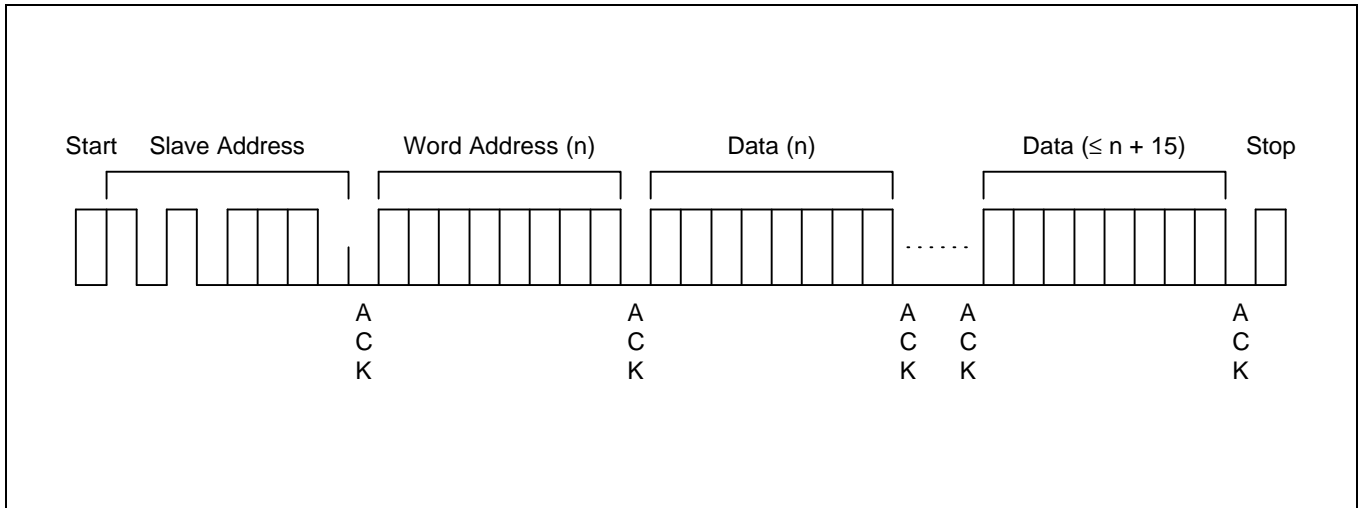 Start Slave Address Word Address (n) Data (n) Data (≤ n + 15) Stop
......
A A A A A
C C C C C
K K K K K